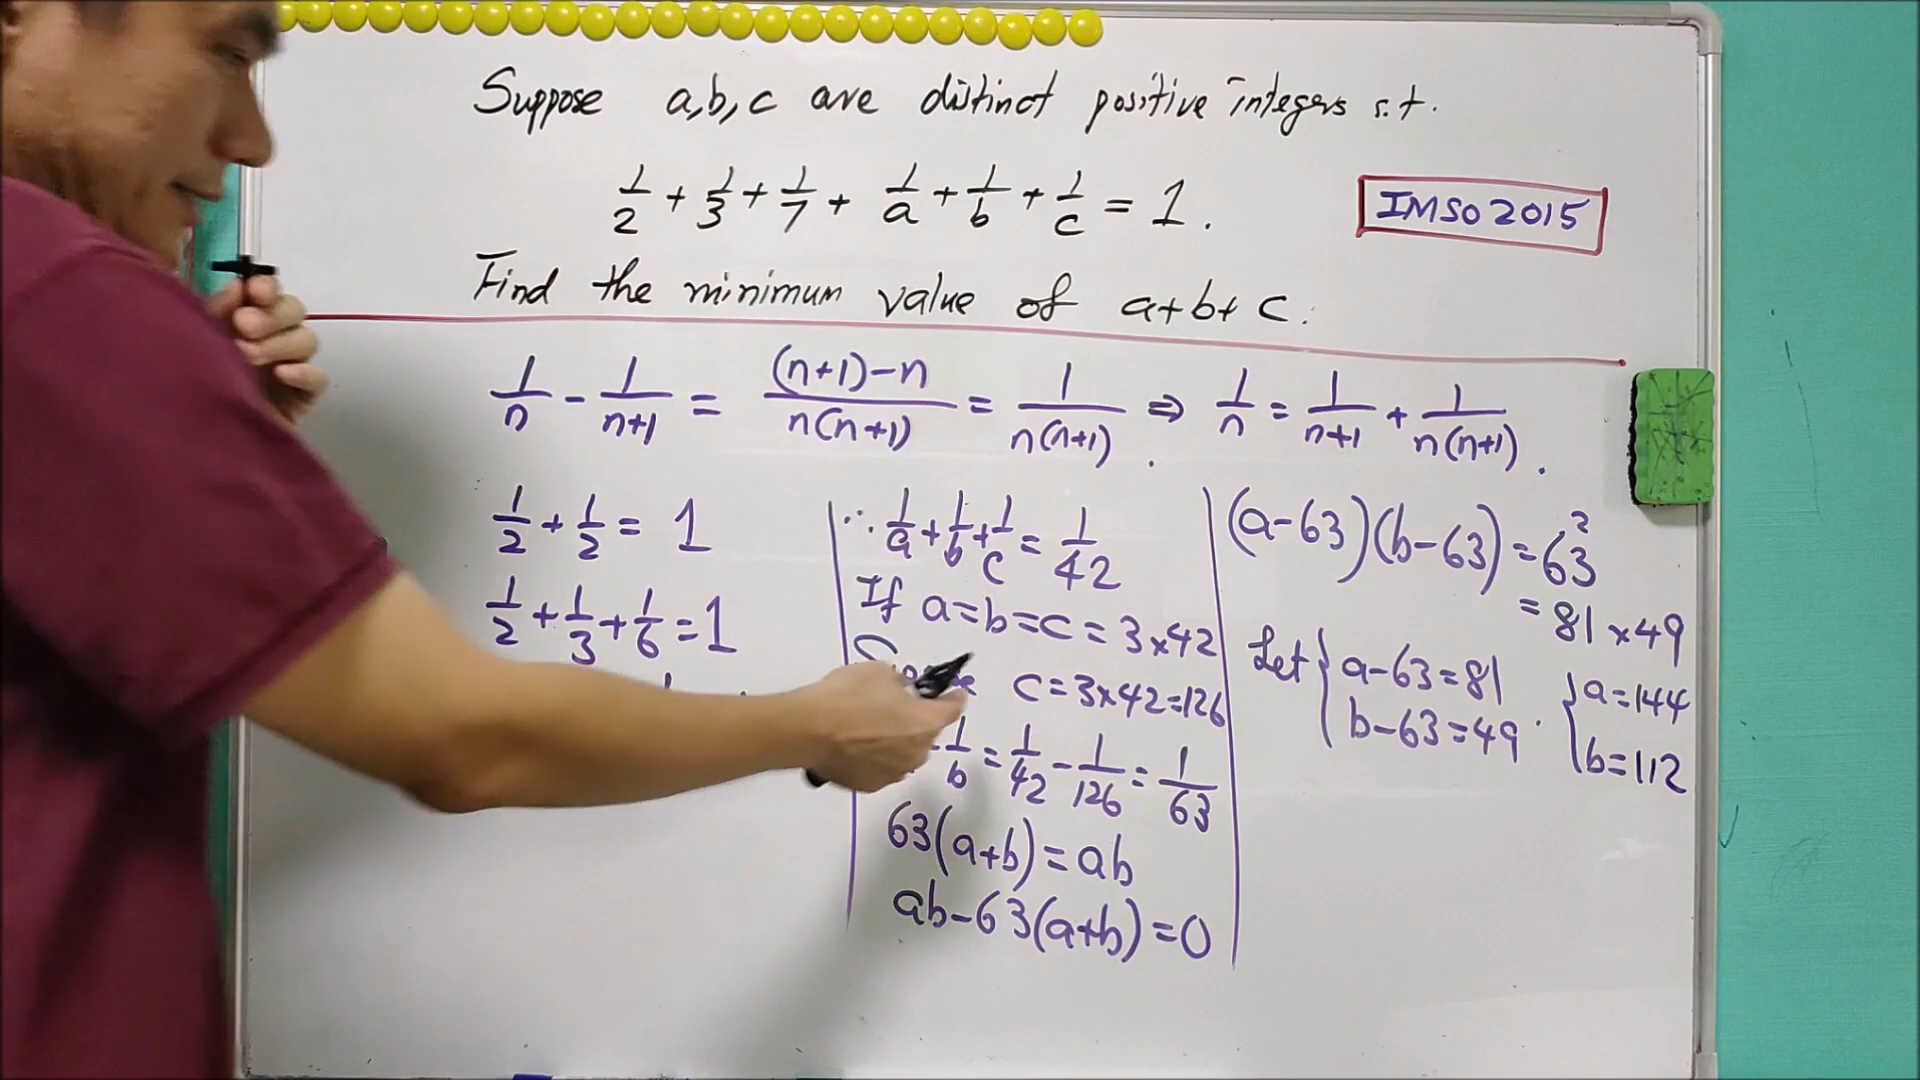 Suppose a,b,c are distinct positive integers s.t.
1/2 + 1/3 + 1/7 + 1/a + 1/b + 1/c = 1.
IMSO 2015
Find the minimum value of a+b+c.
1/n - 1/(n+1) = ((n+1)-n)/(n(n+1)) = 1/(n(n+1)). ⇒ 1/n = 1/(n+1) + 1/(n(n+1)).
1/2 + 1/2 = 1
1/2 + 1/3 + 1/6 = 1
∴ 1/a + 1/b + 1/c = 1/42
If a=b=c=3×42
c=3×42=126
1/b = 1/42 - 1/126 = 1/63
63(a+b)=ab
ab-63(a+b)=0
(a-63)(b-63)=63²
=81×49
Let { a-63=81
b-63=49.
{ a=144
b=112